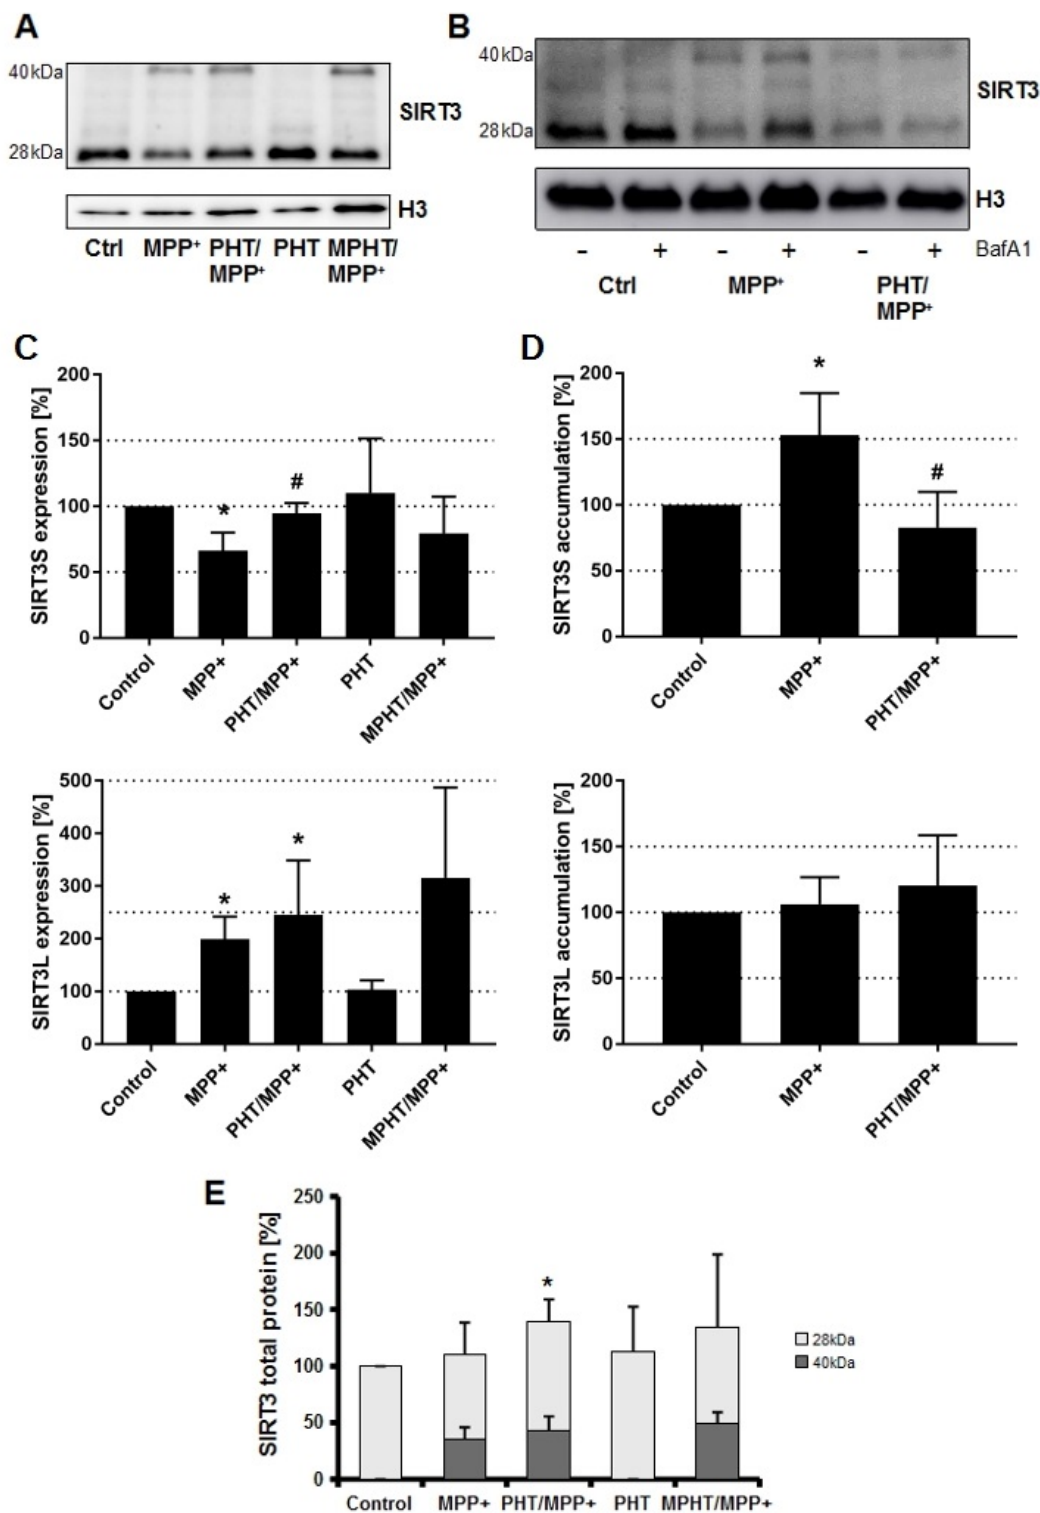 A
40kDa
SIRT3
28kDa
H3
Ctrl MPP⁺ PHT/ PHT MPHT/
MPP⁺ MPP⁺
B
40kDa
SIRT3
28kDa
H3
- + - + - + BafA1
Ctrl MPP⁺ PHT/
MPP⁺
C
SIRT3S expression [%]
200
150
100
50
0
*
#
Control MPP+ PHT/MPP+ PHT MPHT/MPP+
D
SIRT3S accumulation [%]
200
150
100
50
0
*
#
Control MPP+ PHT/MPP+
SIRT3L expression [%]
500
400
300
200
100
0
*
*
Control MPP+ PHT/MPP+ PHT MPHT/MPP+
SIRT3L accumulation [%]
200
150
100
50
0
Control MPP+ PHT/MPP+
E
SIRT3 total protein [%]
250
200
150
100
50
0
*
28kDa
40kDa
Control MPP+ PHT/MPP+ PHT MPHT/MPP+